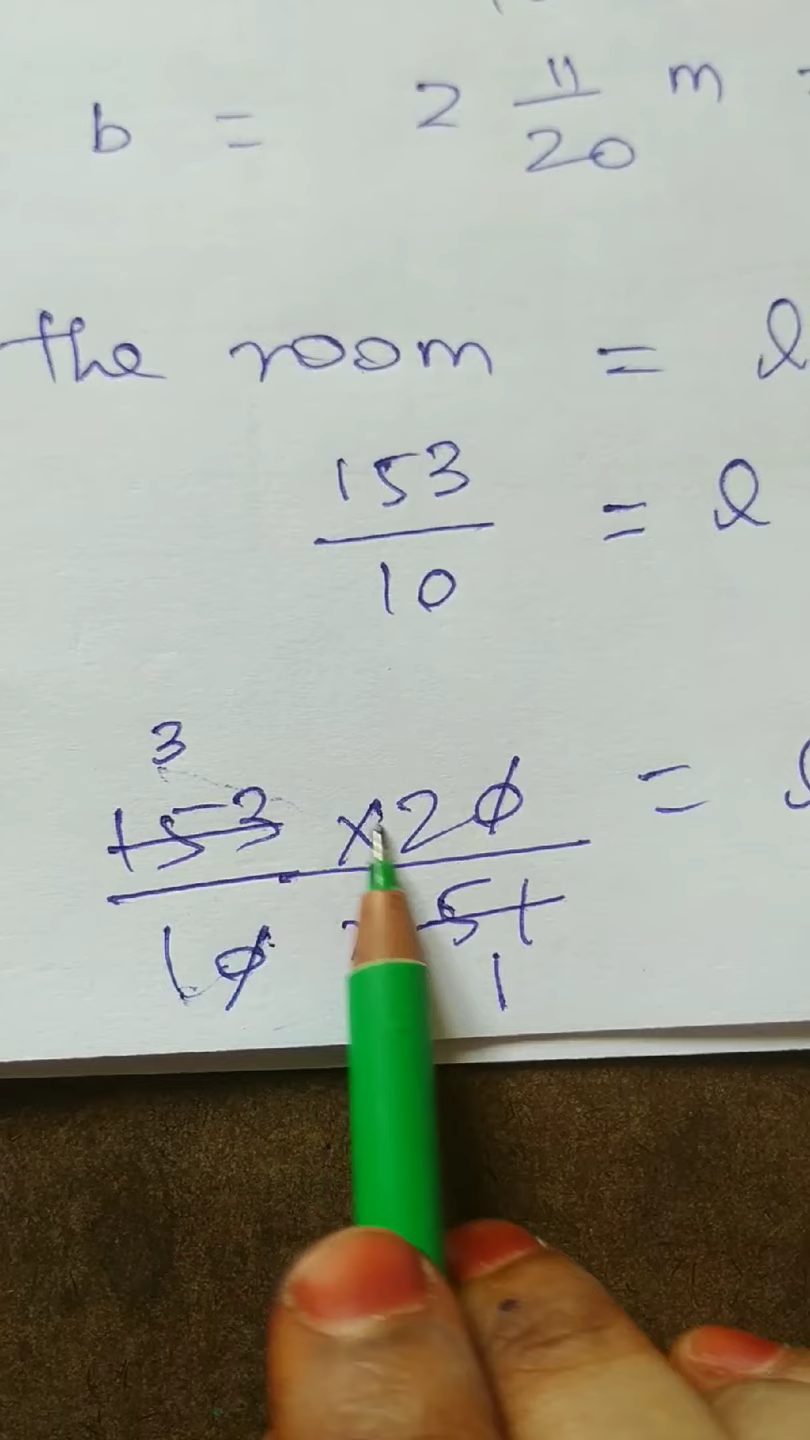 b = 2 11/20 m =
the room = l
153/10 = l
3
153 × 20 = l
10 × 51
1